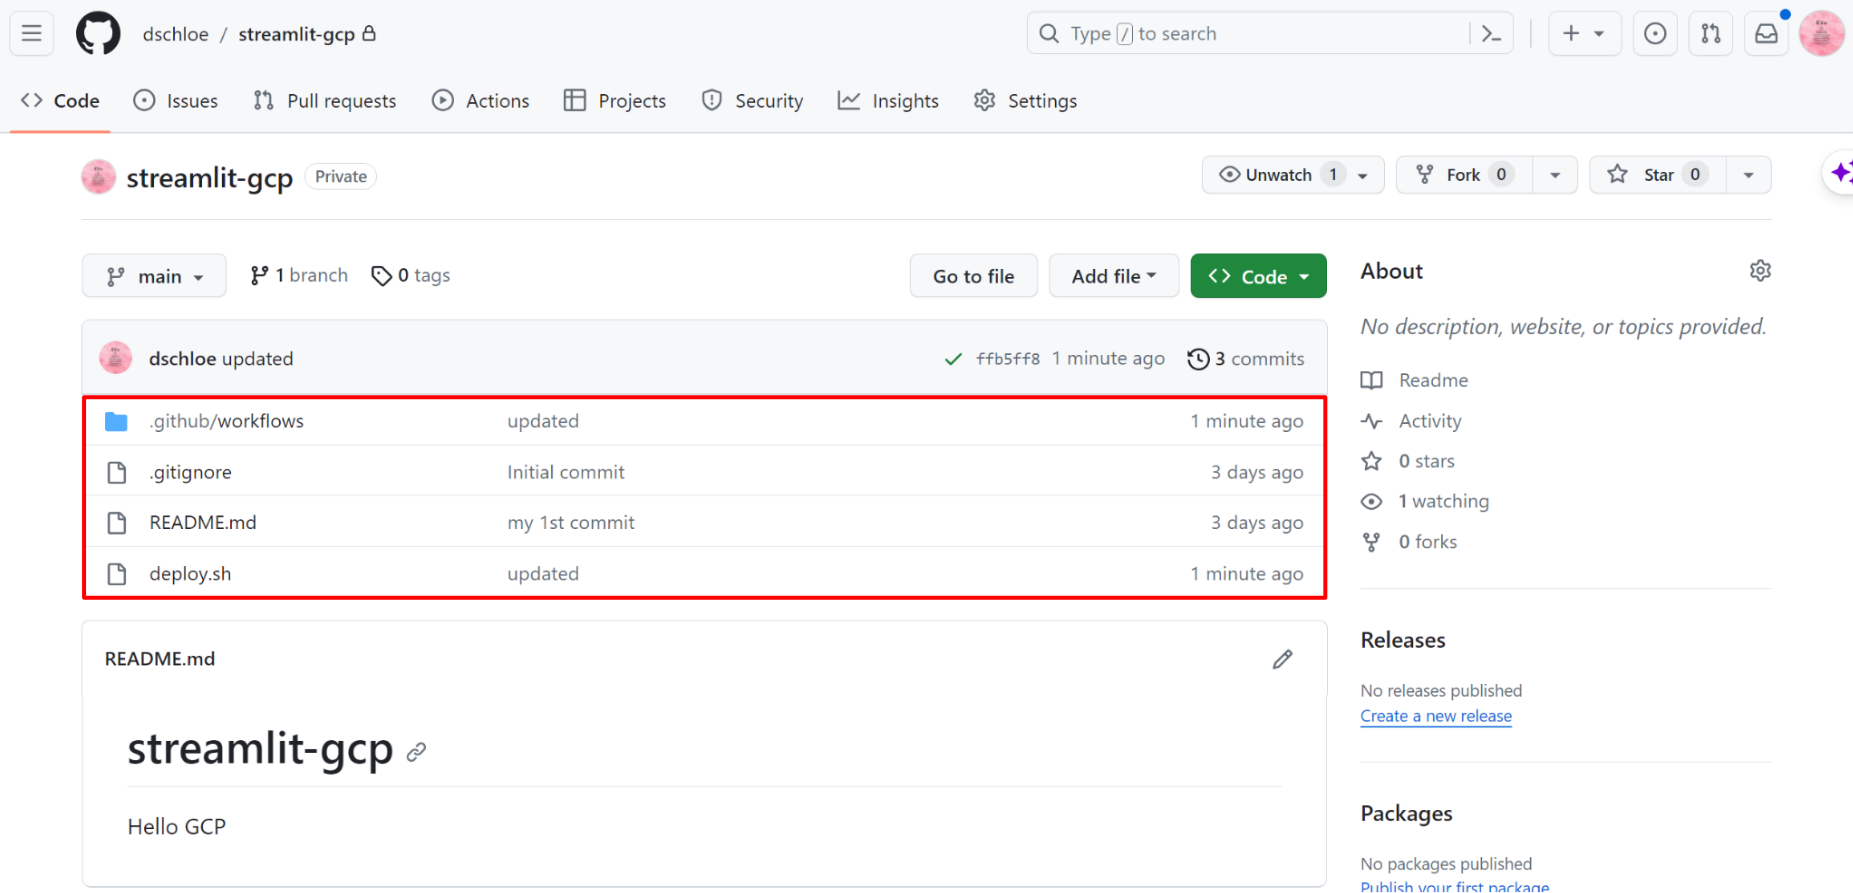 dschloe / streamlit-gcp
Type / to search
Code Issues Pull requests Actions Projects Security Insights Settings
streamlit-gcp Private
Unwatch 1 Fork 0 Star 0
main 1 branch 0 tags Go to file Add file Code
dschloe updated ffb5ff8 1 minute ago 3 commits
.github/workflows updated 1 minute ago
.gitignore Initial commit 3 days ago
README.md my 1st commit 3 days ago
deploy.sh updated 1 minute ago
README.md
streamlit-gcp
Hello GCP
About
No description, website, or topics provided.
Readme
Activity
0 stars
1 watching
0 forks
Releases
No releases published
Create a new release
Packages
No packages published
Publish your first package